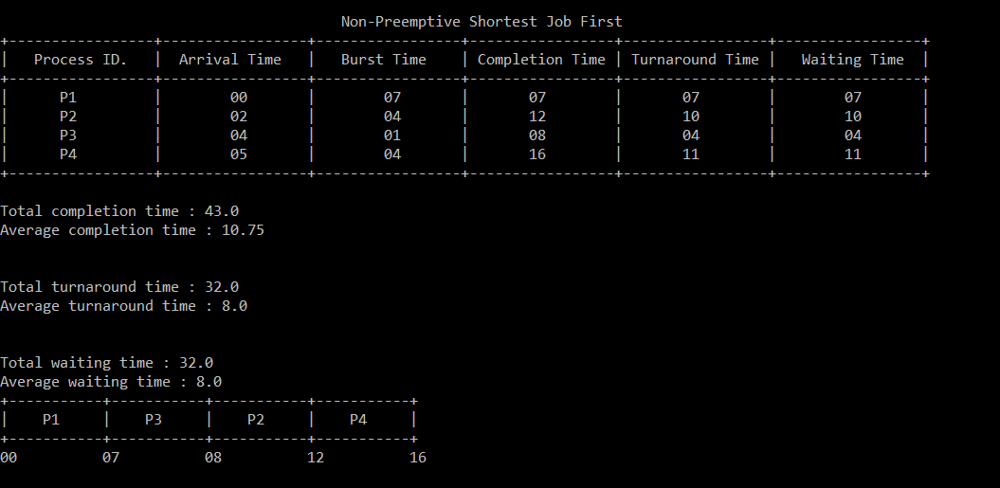 Non-Preemptive Shortest Job First
+-----------------+-----------------+-----------------+-----------------+-----------------+-----------------+
|   Process ID.   |  Arrival Time   |   Burst Time    | Completion Time | Turnaround Time |   Waiting Time  |
+-----------------+-----------------+-----------------+-----------------+-----------------+-----------------+
|      P1         |        00       |        07       |       07        |       07        |        07       |
|      P2         |        02       |        04       |       12        |       10        |        10       |
|      P3         |        04       |        01       |       08        |       04        |        04       |
|      P4         |        05       |        04       |       16        |       11        |        11       |
+-----------------+-----------------+-----------------+-----------------+-----------------+-----------------+
Total completion time : 43.0
Average completion time : 10.75
Total turnaround time : 32.0
Average turnaround time : 8.0
Total waiting time : 32.0
Average waiting time : 8.0
+-----------+-----------+-----------+-----------+
|    P1     |    P3     |    P2     |    P4     |
+-----------+-----------+-----------+-----------+
00          07          08          12          16